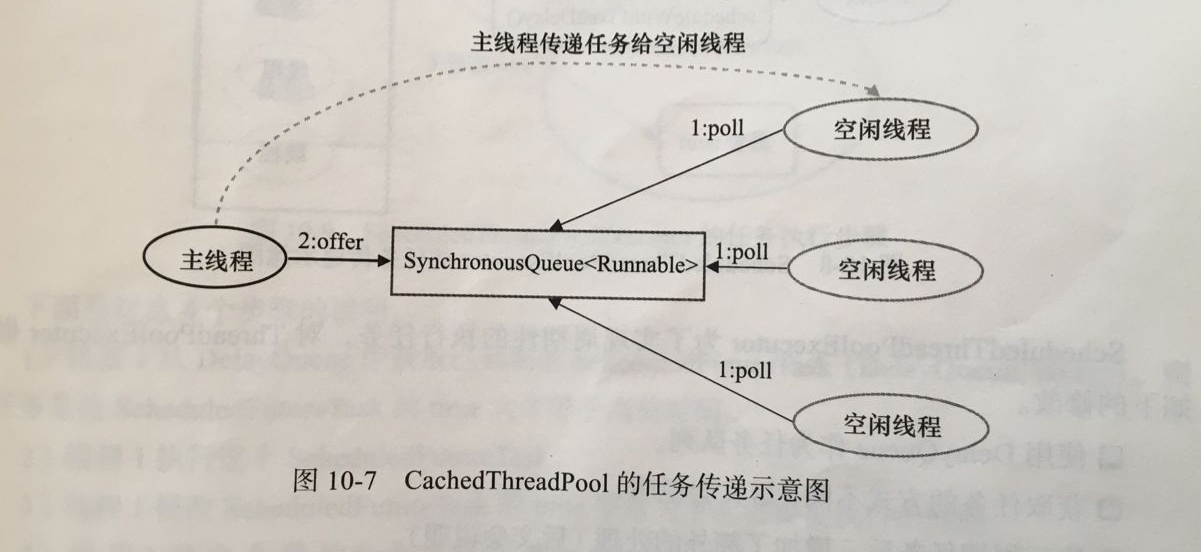 主线程传递任务给空闲线程
1:poll
空闲线程
主线程
2:offer
SynchronousQueue<Runnable>
1:poll
空闲线程
1:poll
空闲线程
图 10-7 CachedThreadPool 的任务传递示意图